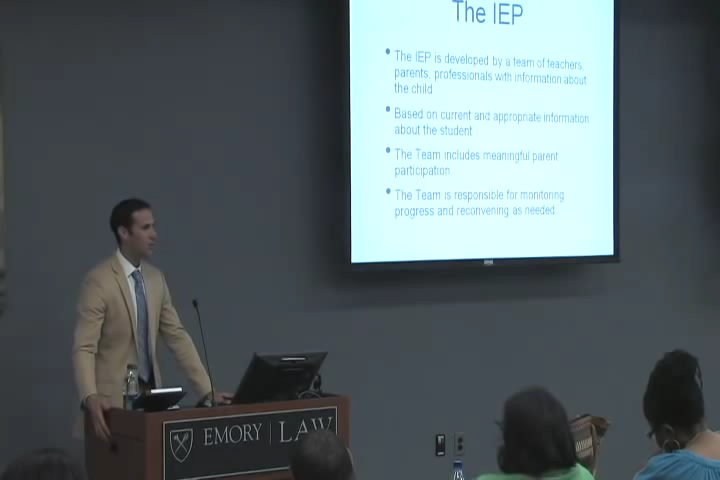 The IEP
• The IEP is developed by a team of teachers,
parents, professionals with information about
the child
• Based on current and appropriate information
about the student
• The Team includes meaningful parent
participation
• The Team is responsible for monitoring
progress and reconvening as needed
EMORY | LAW